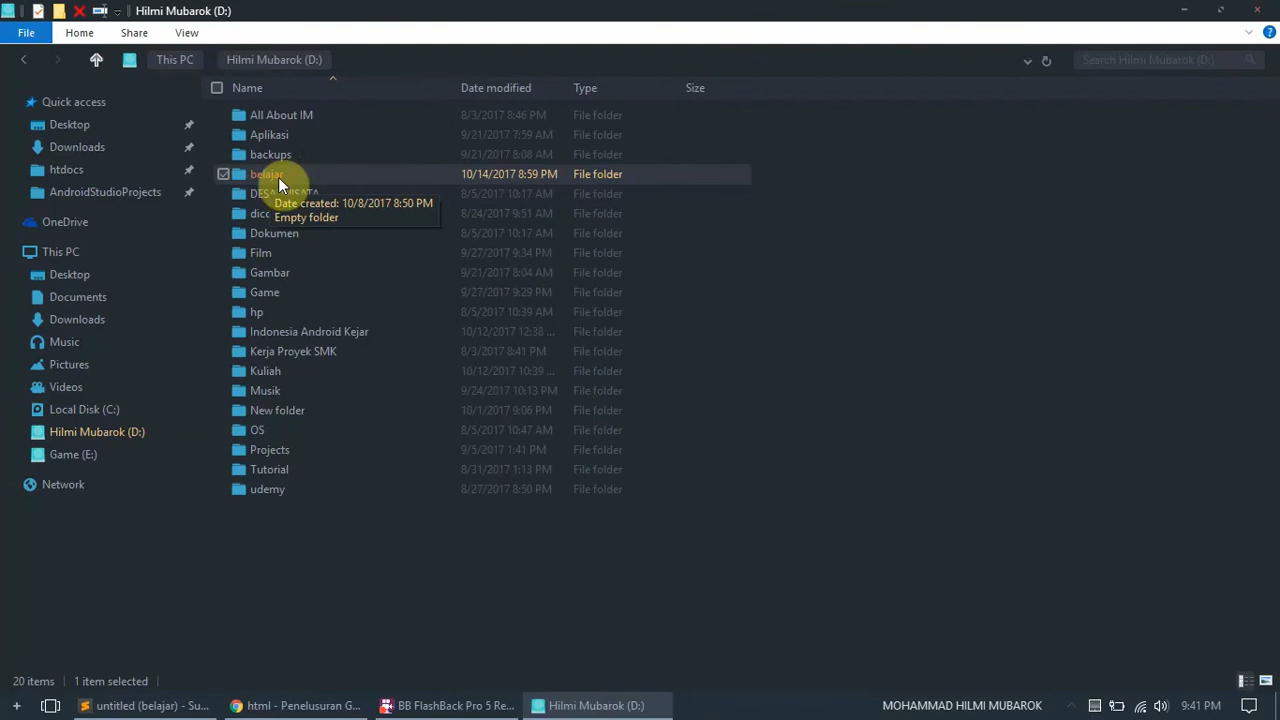 Hilmi Mubarok (D:)
File Home Share View
This PC Hilmi Mubarok (D:) Search Hilmi Mubarok (D:)
Name Date modified Type Size
Quick access
Desktop
Downloads
htdocs
AndroidStudioProjects
OneDrive
This PC
Desktop
Documents
Downloads
Music
Pictures
Videos
Local Disk (C:)
Hilmi Mubarok (D:)
Game (E:)
Network
All About IM 8/3/2017 8:46 PM File folder
Aplikasi 9/21/2017 7:59 AM File folder
backups 9/21/2017 8:08 AM File folder
belajar 10/14/2017 8:59 PM File folder
8/5/2017 10:17 AM File folder
8/24/2017 9:51 AM File folder
Date created: 10/8/2017 8:50 PM
Empty folder
Dokumen 8/5/2017 10:17 AM File folder
Film 9/27/2017 9:34 PM File folder
Gambar 9/21/2017 8:04 AM File folder
Game 9/27/2017 9:29 PM File folder
hp 8/5/2017 10:39 AM File folder
Indonesia Android Kejar 10/12/2017 12:38 ... File folder
Kerja Proyek SMK 8/3/2017 8:41 PM File folder
Kuliah 10/12/2017 10:39 ... File folder
Musik 9/24/2017 10:13 PM File folder
New folder 10/1/2017 9:06 PM File folder
OS 8/5/2017 10:47 AM File folder
Projects 9/5/2017 1:41 PM File folder
Tutorial 8/31/2017 1:13 PM File folder
udemy 8/27/2017 8:50 PM File folder
20 items 1 item selected
untitled (belajar) - Su... html - Penelusuran G... BB FlashBack Pro 5 Re... Hilmi Mubarok (D:) MOHAMMAD HILMI MUBAROK 9:41 PM